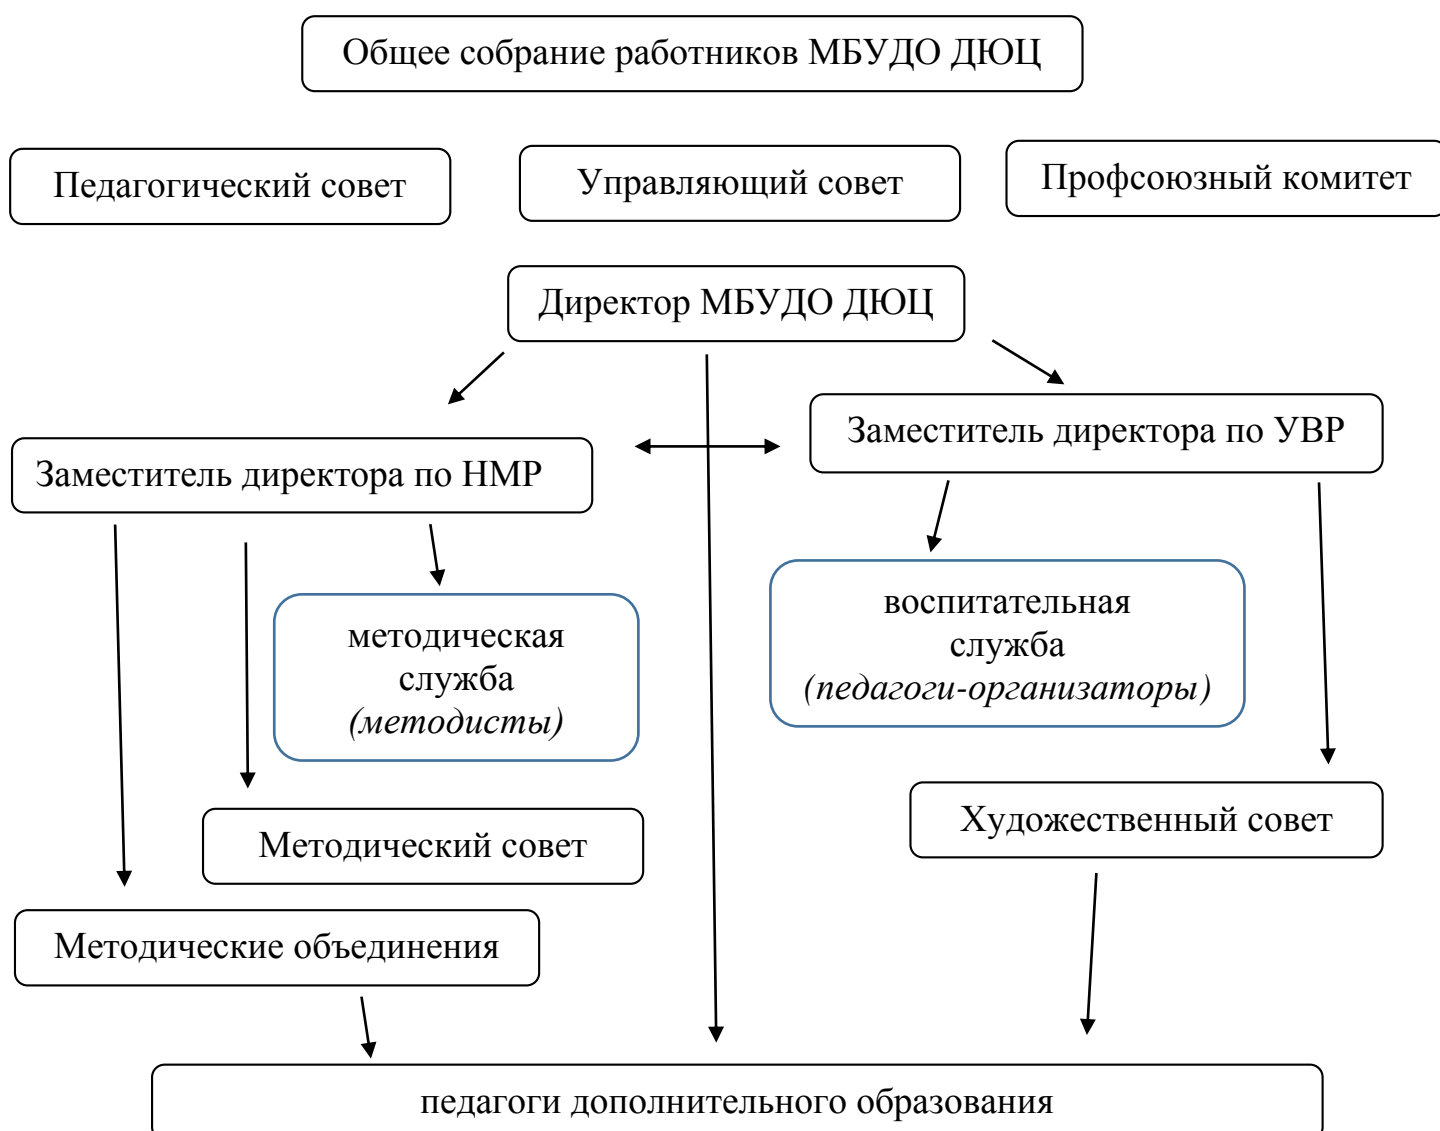 Общее собрание работников МБУДО ДЮЦ
Педагогический совет
Управляющий совет
Профсоюзный комитет
Директор МБУДО ДЮЦ
Заместитель директора по НМР
Заместитель директора по УВР
методическая
служба
(методисты)
воспитательная
служба
(педагоги-организаторы)
Методический совет
Художественный совет
Методические объединения
педагоги дополнительного образования